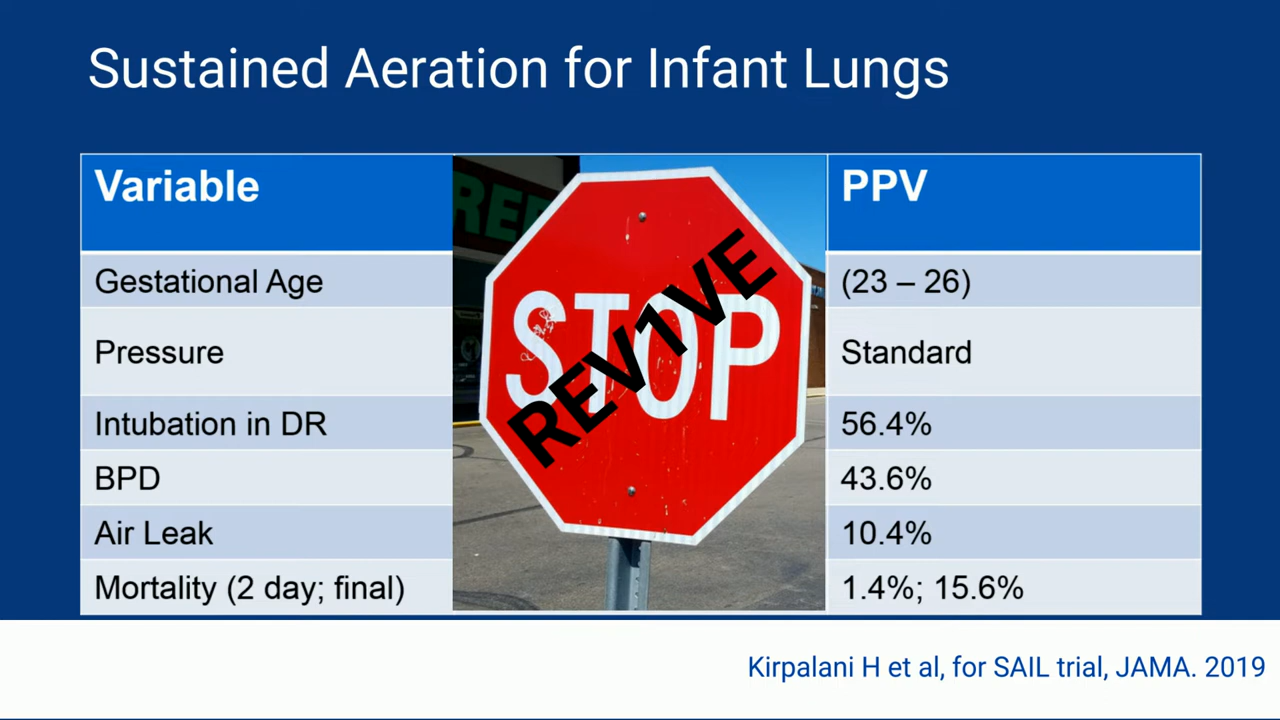 Sustained Aeration for Infant Lungs
Variable
PPV
Gestational Age
(23 – 26)
Pressure
Standard
Intubation in DR
56.4%
BPD
43.6%
Air Leak
10.4%
Mortality (2 day; final)
1.4%; 15.6%
STOP
REV1VE
Kirpalani H et al, for SAIL trial, JAMA. 2019